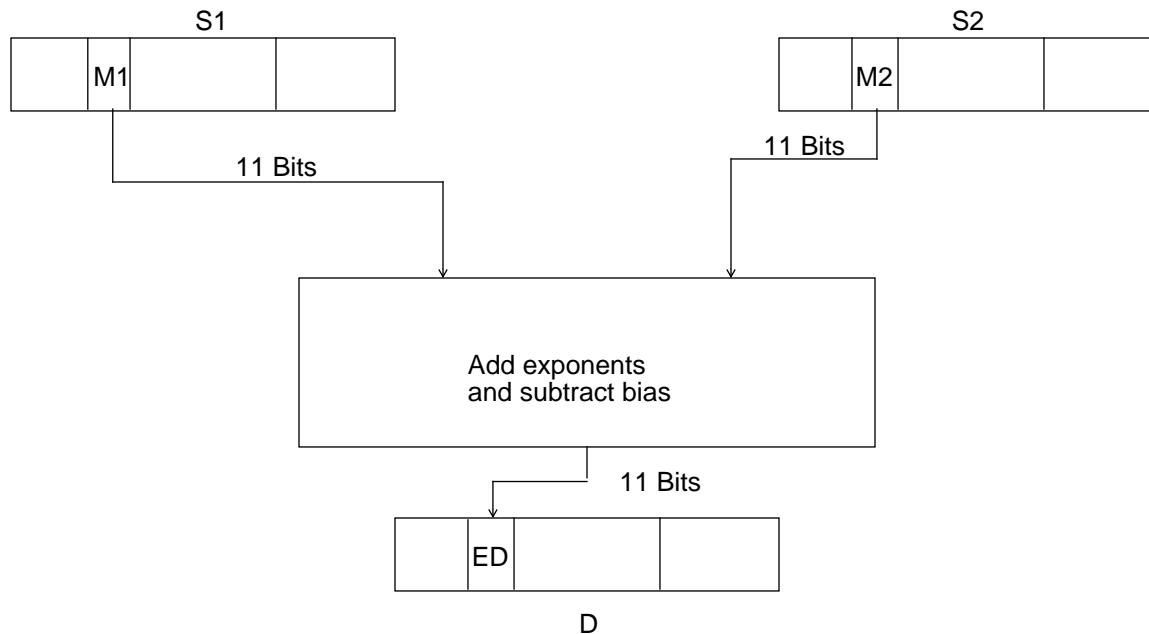 S1
S2
M1
M2
11 Bits
11 Bits
Add exponents
and subtract bias
11 Bits
ED
D